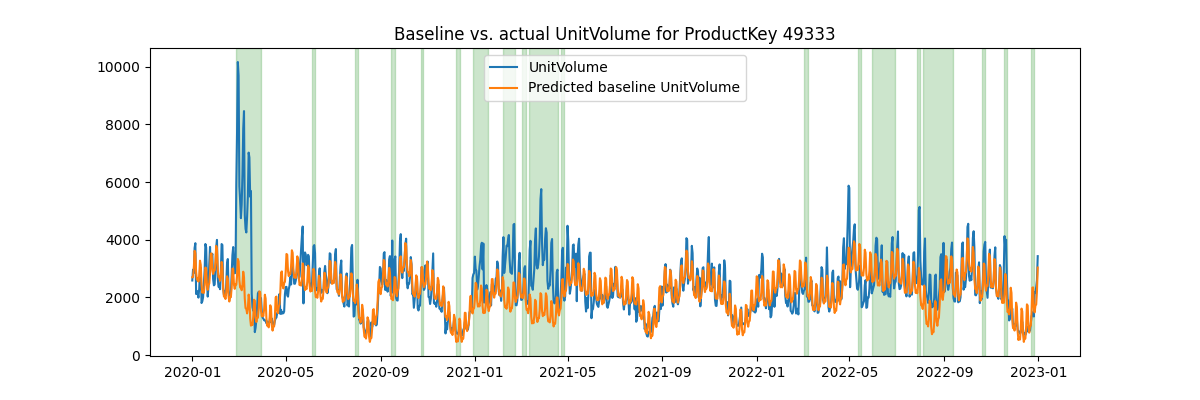 Baseline vs. actual UnitVolume for ProductKey 49333
UnitVolume
Predicted baseline UnitVolume
10000
8000
6000
4000
2000
0
2020-01 2020-05 2020-09 2021-01 2021-05 2021-09 2022-01 2022-05 2022-09 2023-01